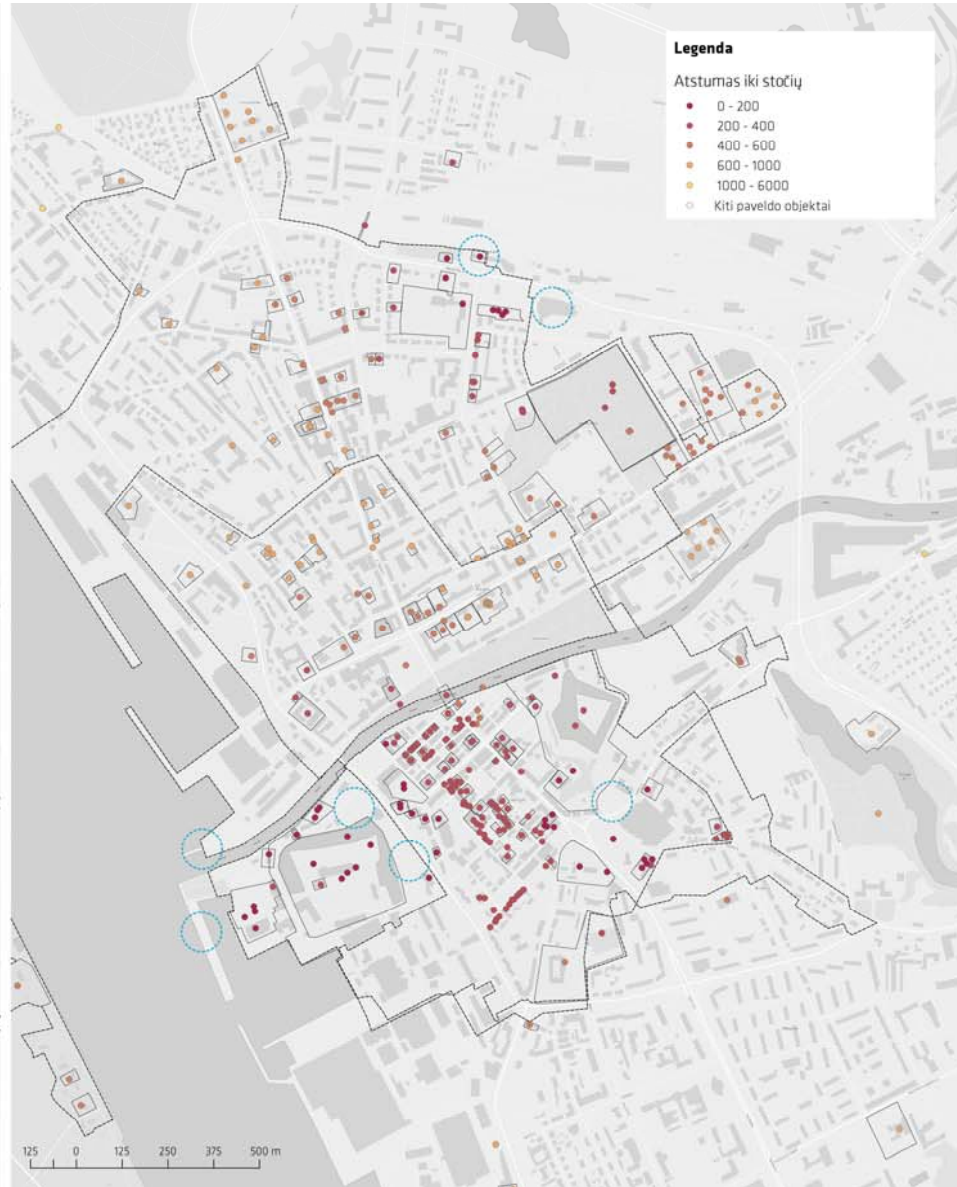 Legenda
Atstumas iki stočių
0 - 200
200 - 400
400 - 600
600 - 1000
1000 - 6000
Kiti paveldo objektai
125 0 125 250 375 500 m